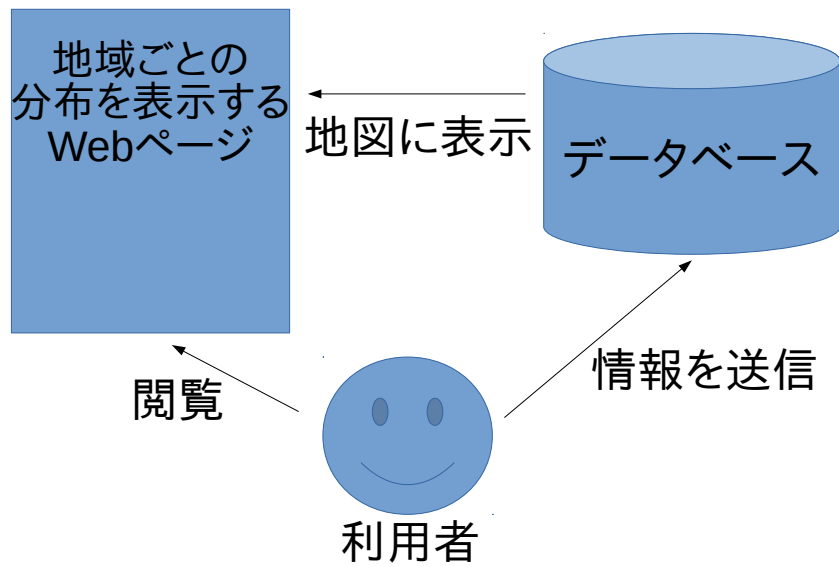 地域ごとの
分布を表示する
Webページ
地図に表示
データベース
閲覧
情報を送信
利用者